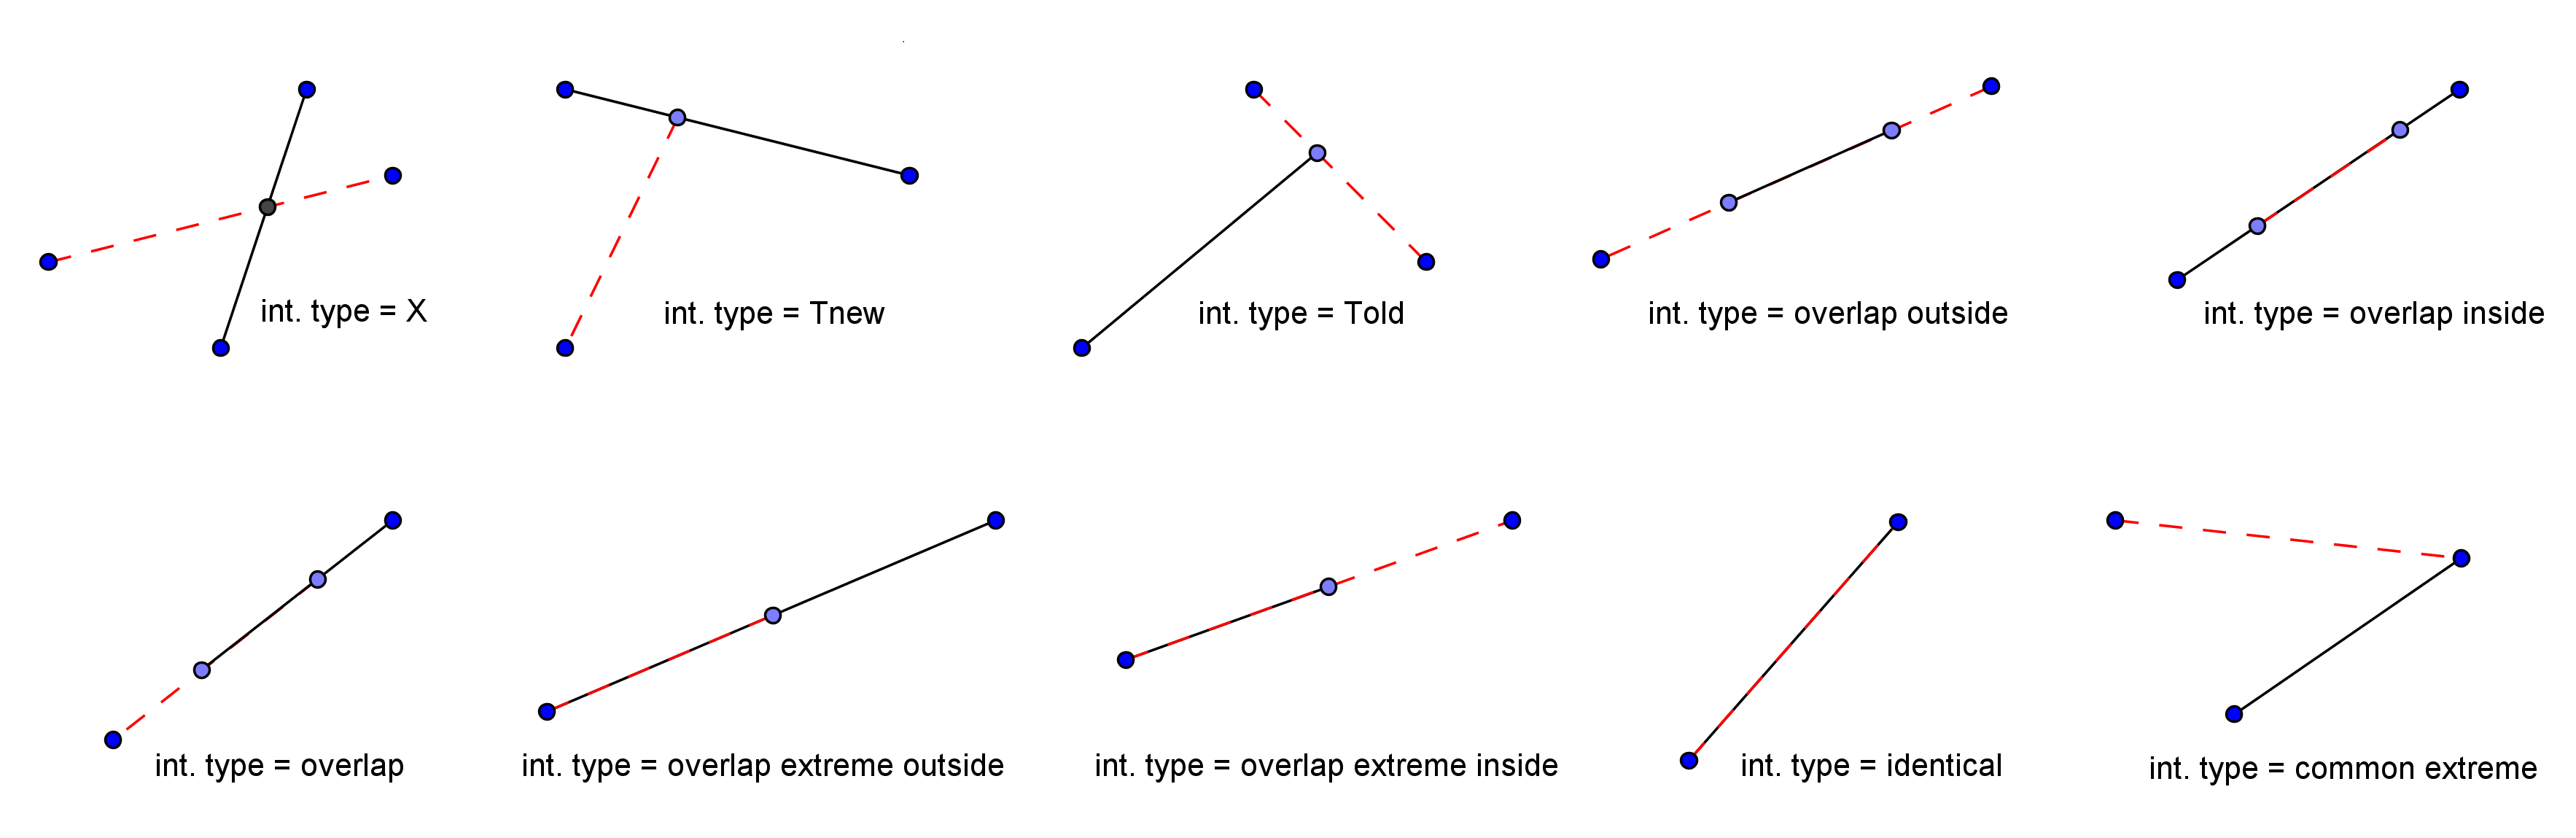 int. type = X
int. type = Tnew
int. type = Told
int. type = overlap outside
int. type = overlap inside
int. type = overlap
int. type = overlap extreme outside
int. type = overlap extreme inside
int. type = identical
int. type = common extreme